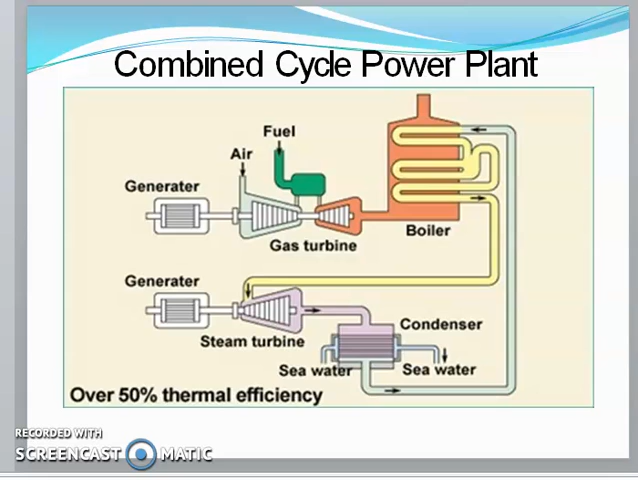 Combined Cycle Power Plant
Fuel
Air
Generater
Boiler
Gas turbine
Generater
Condenser
Steam turbine
Sea water
Sea water
Over 50% thermal efficiency
RECORDED WITH
SCREENCAST MATIC